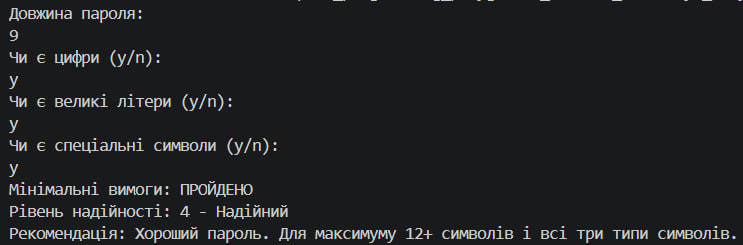 Довжина пароля:
9
Чи є цифри (y/n):
y
Чи є великі літери (y/n):
y
Чи є спеціальні символи (y/n):
y
Мінімальні вимоги: ПРОЙДЕНО
Рівень надійності: 4 - Надійний
Рекомендація: Хороший пароль. Для максимуму 12+ символів і всі три типи символів.